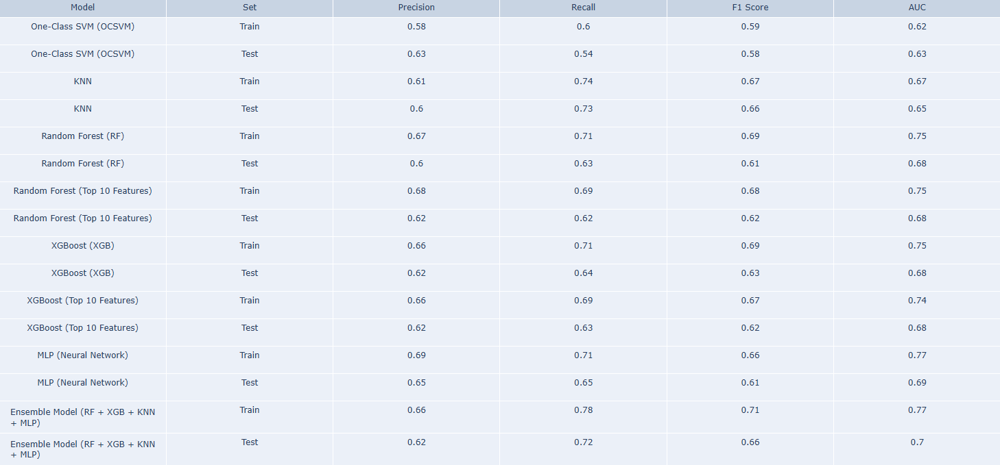 Model Set Precision Recall F1 Score AUC
One-Class SVM (OCSVM) Train 0.58 0.6 0.59 0.62
One-Class SVM (OCSVM) Test 0.63 0.54 0.58 0.63
KNN Train 0.61 0.74 0.67 0.67
KNN Test 0.6 0.73 0.66 0.65
Random Forest (RF) Train 0.67 0.71 0.69 0.75
Random Forest (RF) Test 0.6 0.63 0.61 0.68
Random Forest (Top 10 Features) Train 0.68 0.69 0.68 0.75
Random Forest (Top 10 Features) Test 0.62 0.62 0.62 0.68
XGBoost (XGB) Train 0.66 0.71 0.69 0.75
XGBoost (XGB) Test 0.62 0.64 0.63 0.68
XGBoost (Top 10 Features) Train 0.66 0.69 0.67 0.74
XGBoost (Top 10 Features) Test 0.62 0.63 0.62 0.68
MLP (Neural Network) Train 0.69 0.71 0.66 0.77
MLP (Neural Network) Test 0.65 0.65 0.61 0.69
Ensemble Model (RF + XGB + KNN Train 0.66 0.78 0.71 0.77
+ MLP)
Ensemble Model (RF + XGB + KNN Test 0.62 0.72 0.66 0.7
+ MLP)